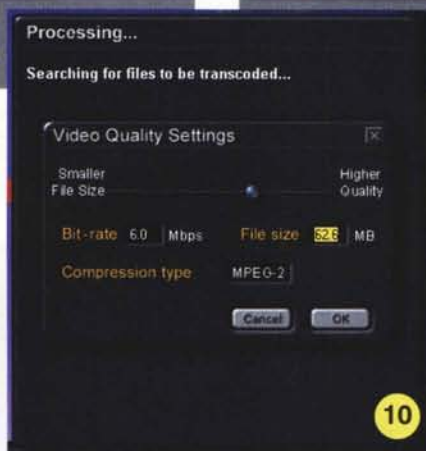 Processing...
Searching for files to be transcoded...
Video Quality Settings
Smaller File Size
Higher Quality
Bit-rate 6.0 Mbps File size 62.6 MB
Compression type MPEG-2
Cancel OK
10